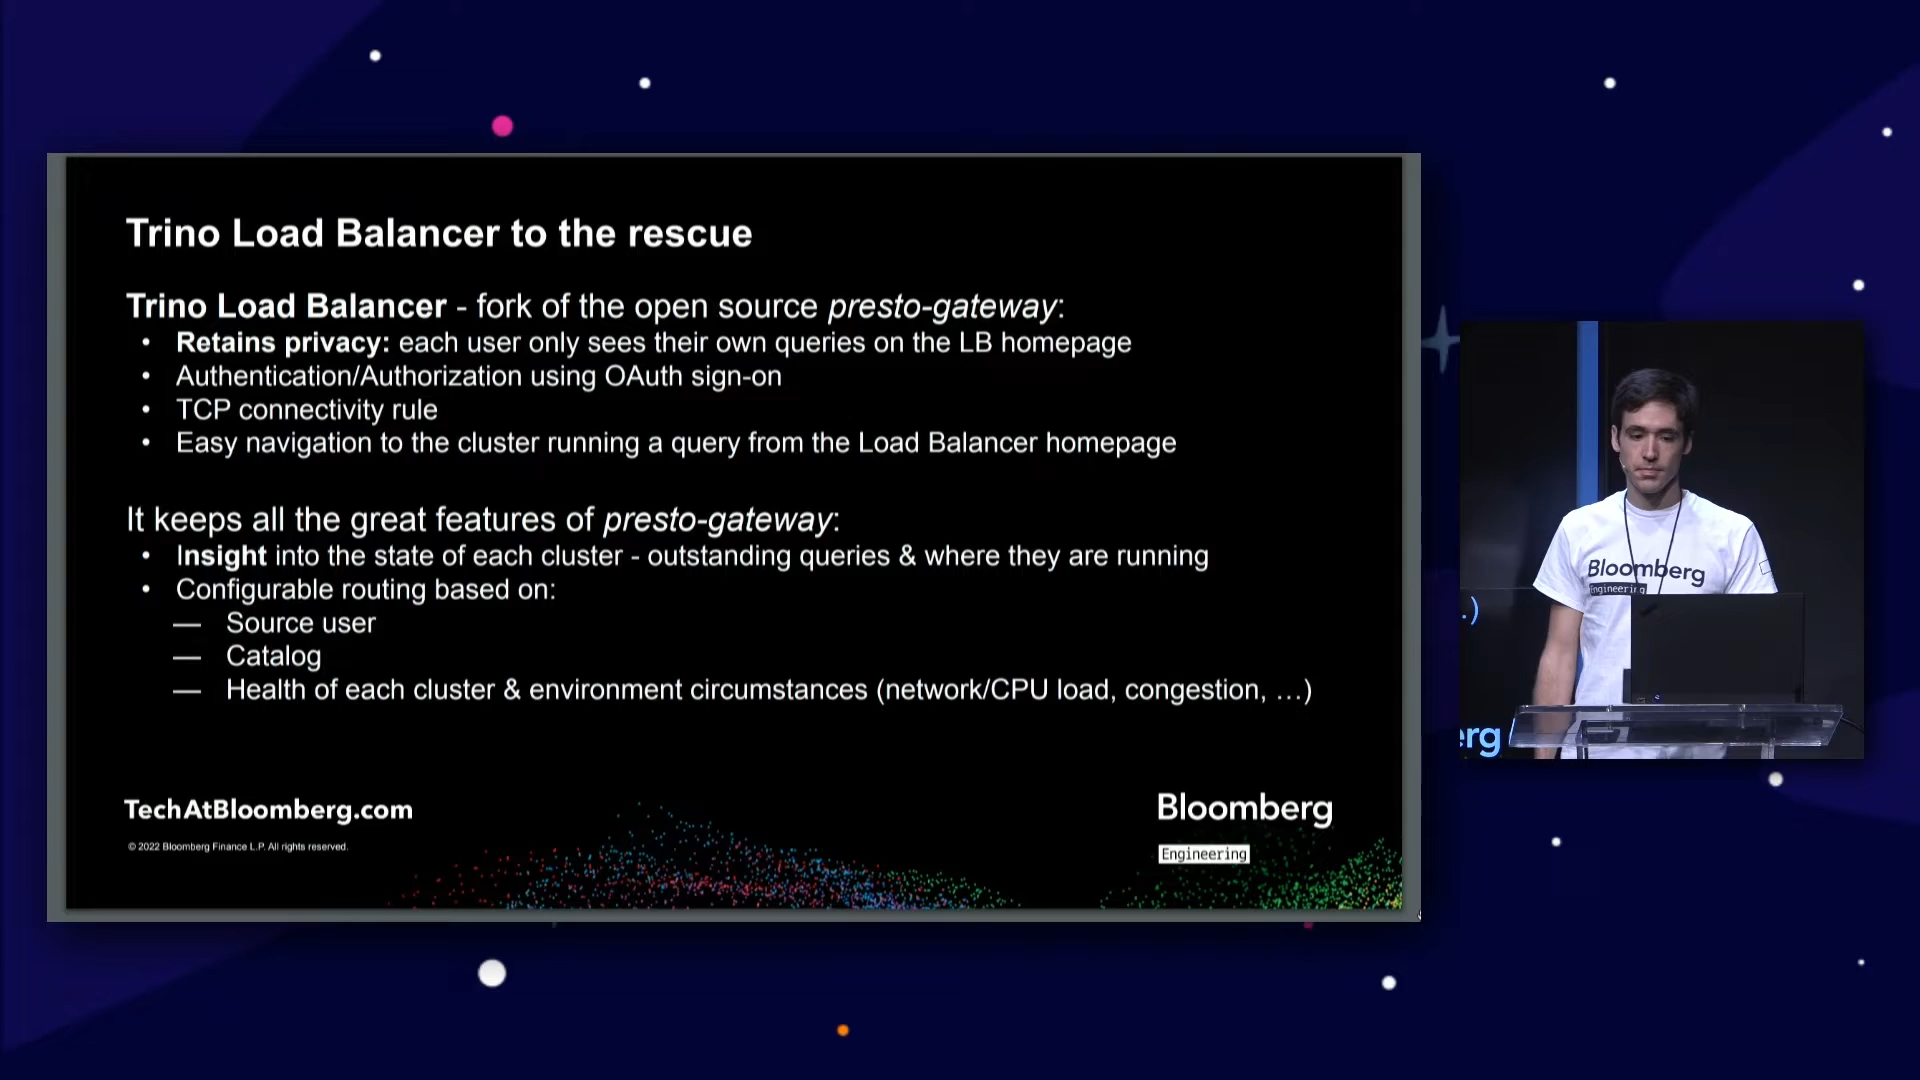 Trino Load Balancer to the rescue
Trino Load Balancer - fork of the open source presto-gateway:
• Retains privacy: each user only sees their own queries on the LB homepage
• Authentication/Authorization using OAuth sign-on
• TCP connectivity rule
• Easy navigation to the cluster running a query from the Load Balancer homepage
It keeps all the great features of presto-gateway:
• Insight into the state of each cluster - outstanding queries & where they are running
• Configurable routing based on:
— Source user
— Catalog
— Health of each cluster & environment circumstances (network/CPU load, congestion, …)
TechAtBloomberg.com
© 2022 Bloomberg Finance L.P. All rights reserved.
Bloomberg
Engineering
Bloomberg
Engineering
.)
erg